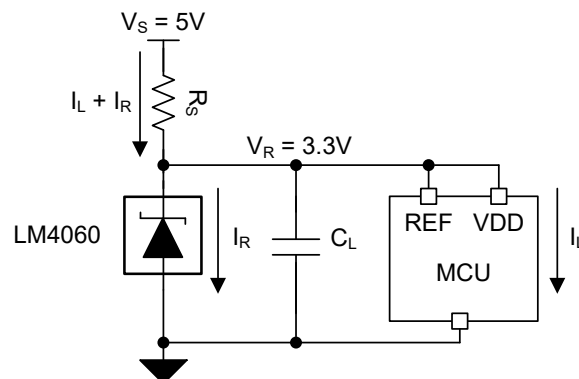 V_S = 5V
I_L + I_R
R_S
V_R = 3.3V
LM4060
I_R
C_L
REF VDD
MCU
I_L